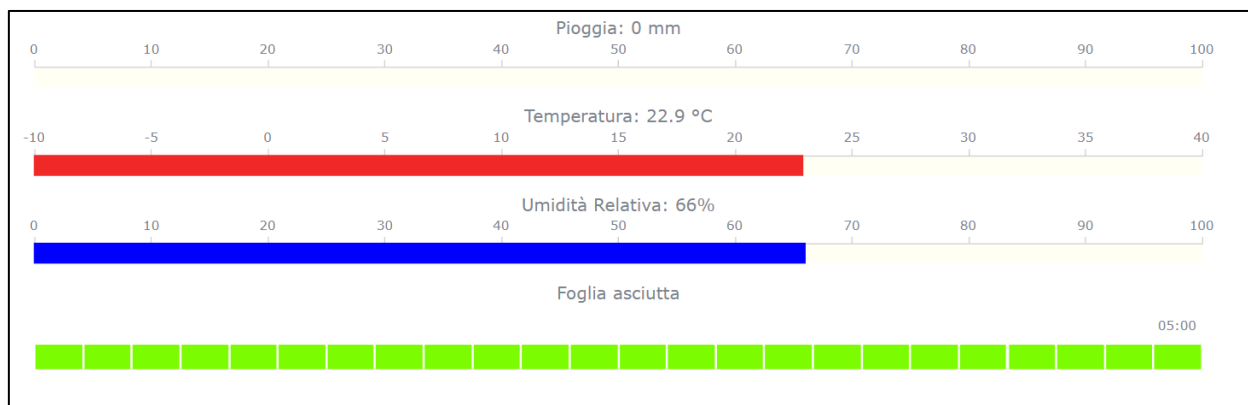 Pioggia: 0 mm
0 10 20 30 40 50 60 70 80 90 100
Temperatura: 22.9 °C
-10 -5 0 5 10 15 20 25 30 35 40
Umidità Relativa: 66%
0 10 20 30 40 50 60 70 80 90 100
Foglia asciutta
05:00